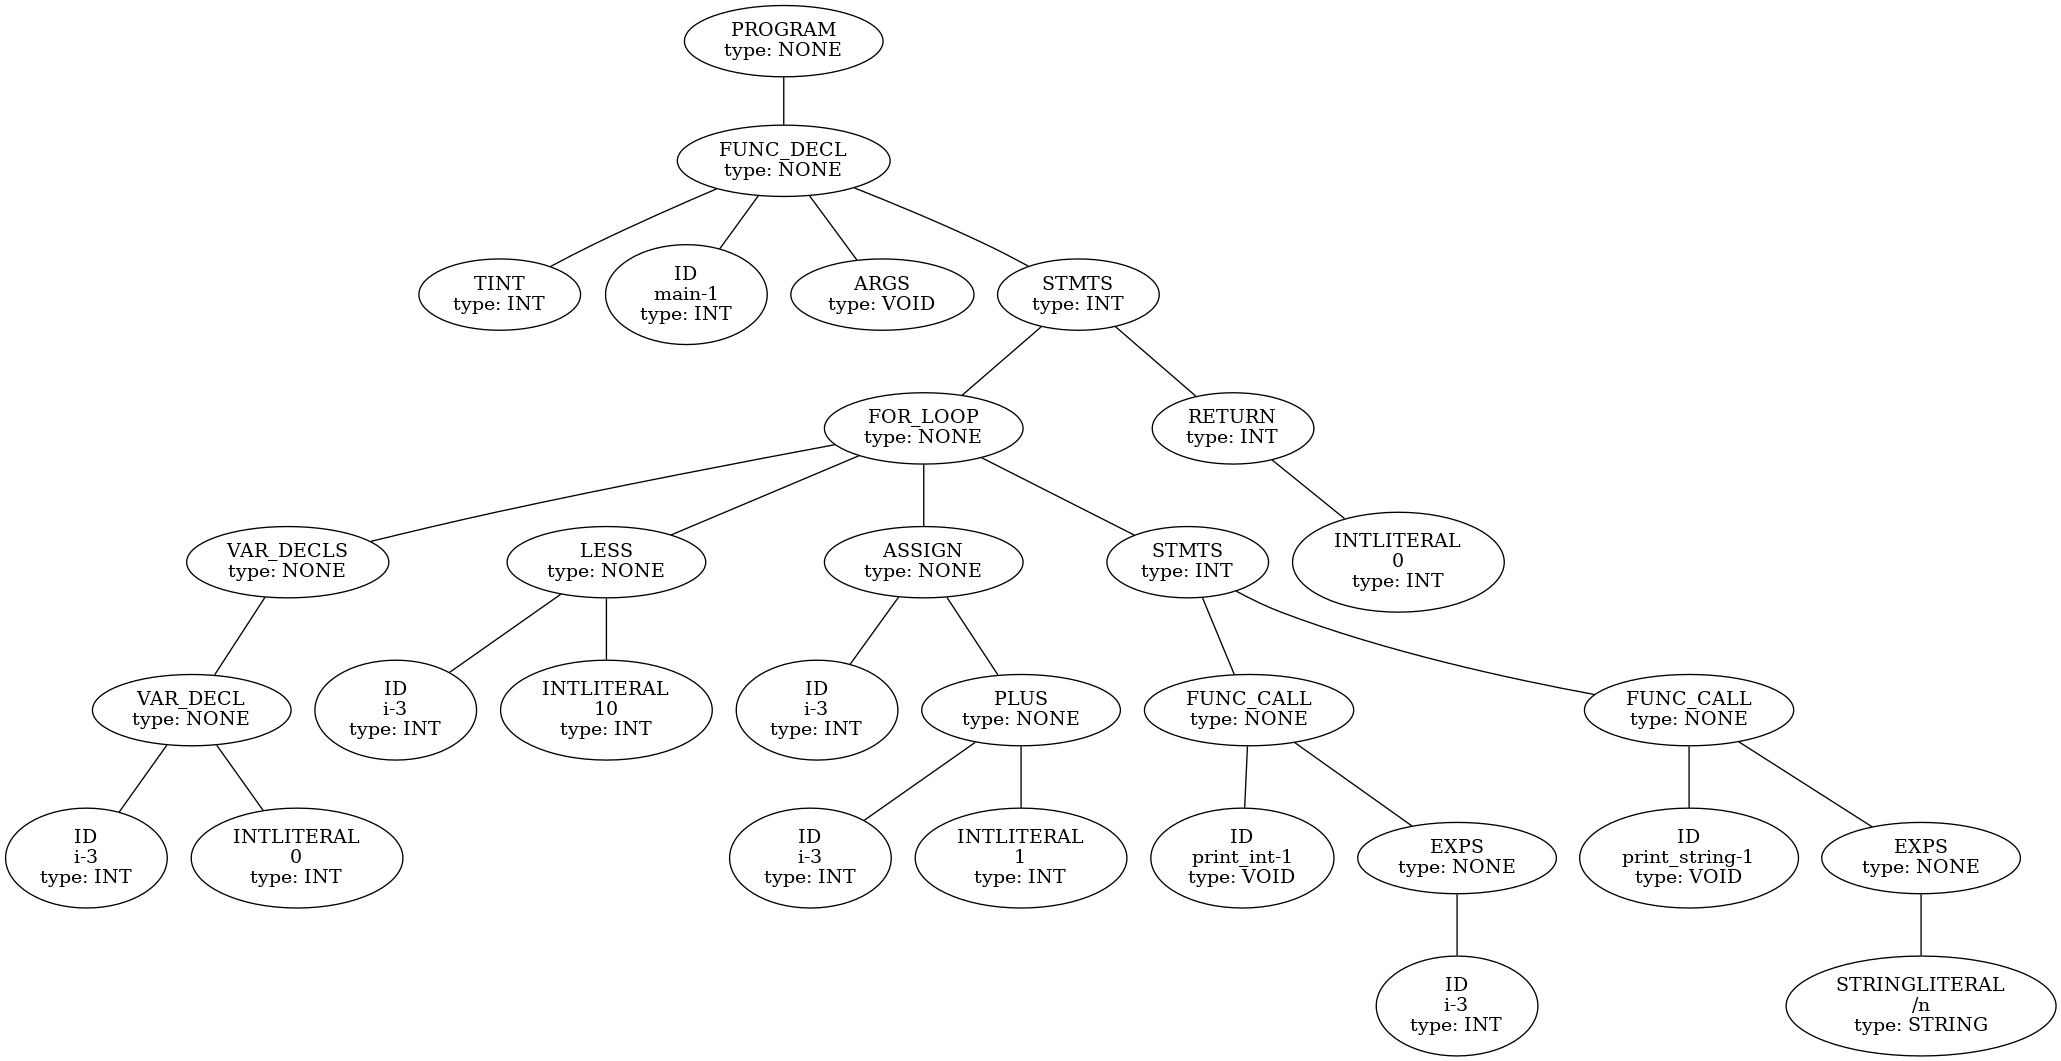 PROGRAM
type: NONE
FUNC_DECL
type: NONE
TINT
type: INT
ID
main-1
type: INT
ARGS
type: VOID
STMTS
type: INT
FOR_LOOP
type: NONE
RETURN
type: INT
VAR_DECLS
type: NONE
LESS
type: NONE
ASSIGN
type: NONE
STMTS
type: INT
INTLITERAL
0
type: INT
VAR_DECL
type: NONE
ID
i-3
type: INT
INTLITERAL
10
type: INT
ID
i-3
type: INT
PLUS
type: NONE
FUNC_CALL
type: NONE
FUNC_CALL
type: NONE
ID
i-3
type: INT
INTLITERAL
0
type: INT
ID
i-3
type: INT
INTLITERAL
1
type: INT
ID
print_int-1
type: VOID
EXPS
type: NONE
ID
print_string-1
type: VOID
EXPS
type: NONE
ID
i-3
type: INT
STRINGLITERAL
/n
type: STRING